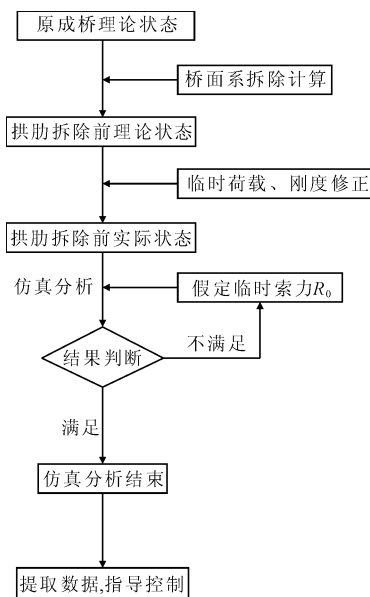 原成桥理论状态
桥面系拆除计算
拱肋拆除前理论状态
临时荷载、刚度修正
拱肋拆除前实际状态
仿真分析
假定临时索力R₀
结果判断
不满足
满足
仿真分析结束
提取数据,指导控制